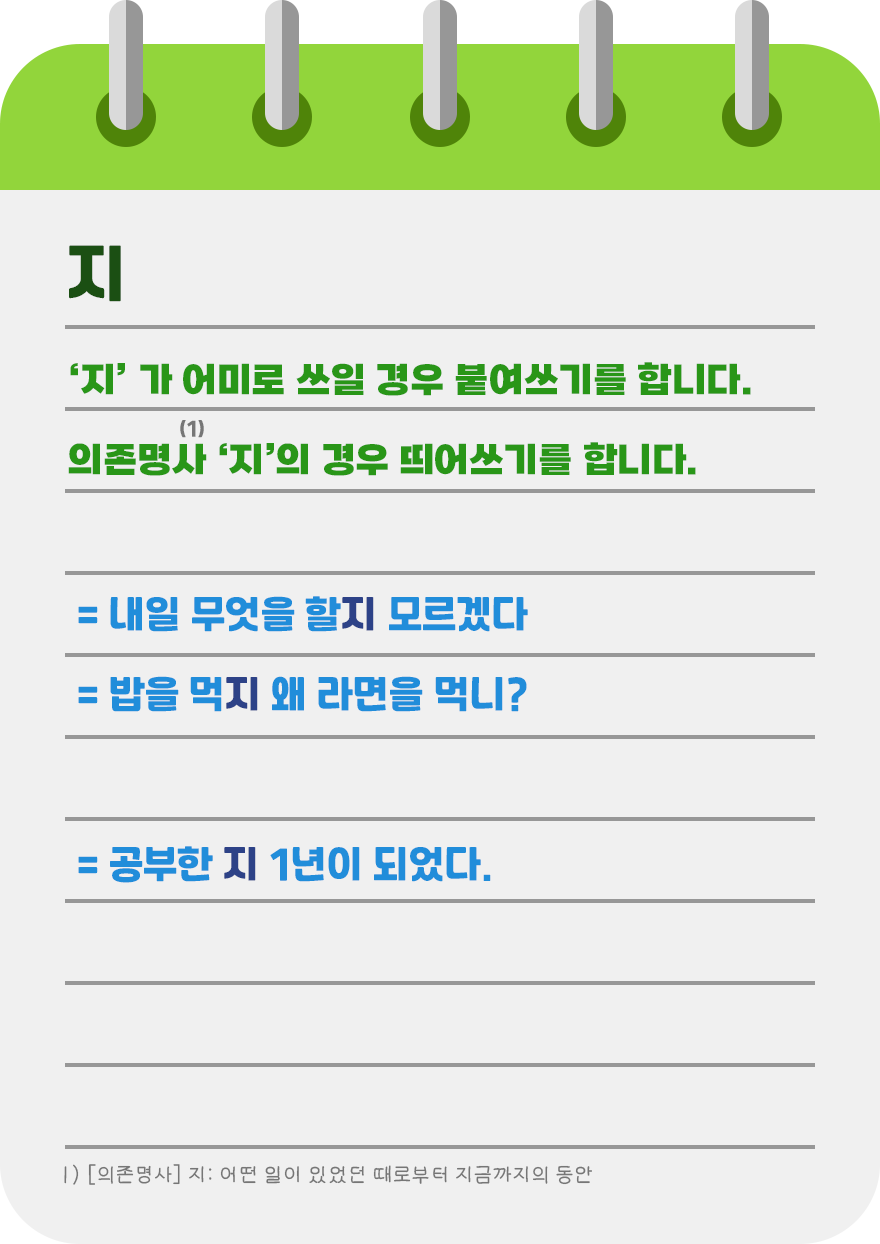 지
‘지’ 가 어미로 쓰일 경우 붙여쓰기를 합니다.
(1)
의존명사 ‘지’의 경우 띄어쓰기를 합니다.
= 내일 무엇을 할지 모르겠다
= 밥을 먹지 왜 라면을 먹니?
= 공부한 지 1년이 되었다.
1) [의존명사] 지: 어떤 일이 있었던 때로부터 지금까지의 동안